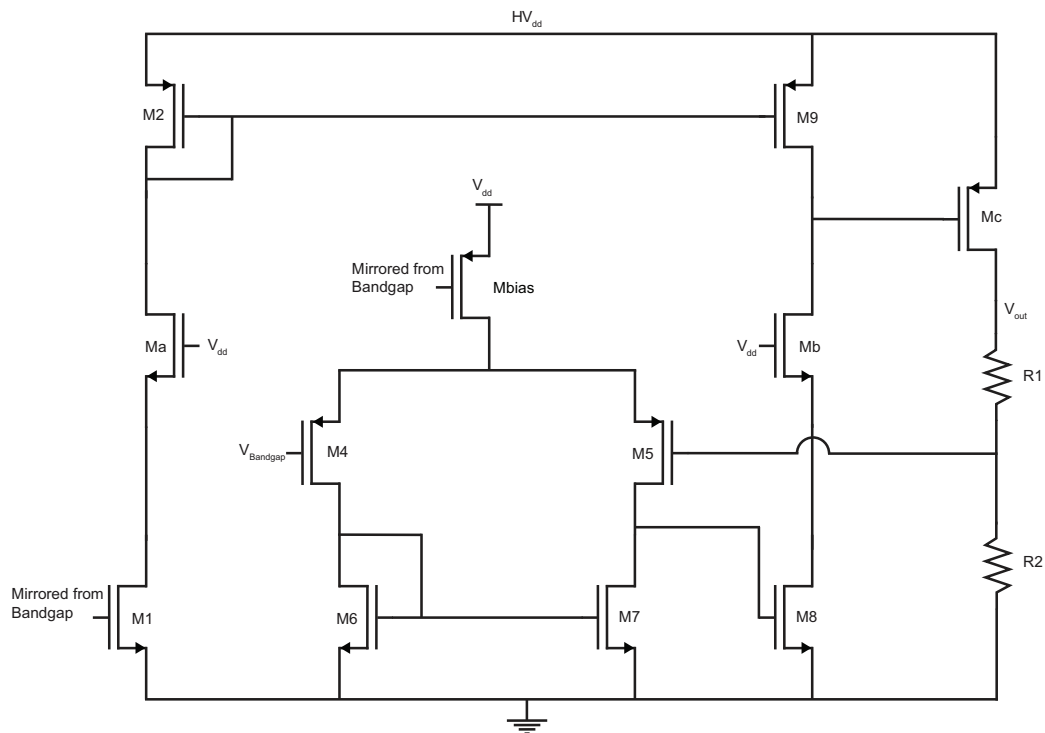 HVdd
M2
M9
Vdd
Mc
Mirrored from
Bandgap
Mbias
Vout
Ma
Vdd
Vdd
Mb
R1
VBandgap
M4
M5
R2
Mirrored from
Bandgap
M1
M6
M7
M8